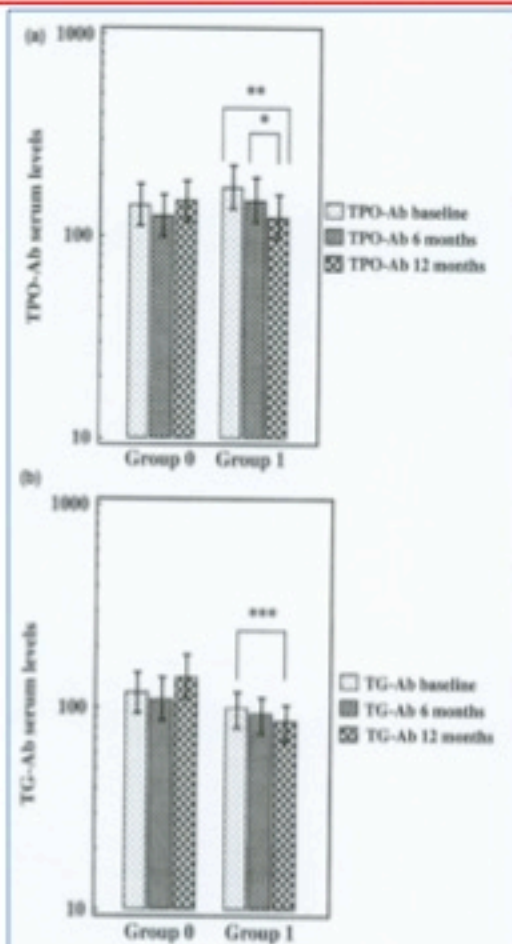 (a)
1000
**
*
TPO-Ab serum levels
100
TPO-Ab baseline
TPO-Ab 6 months
TPO-Ab 12 months
10
Group 0 Group 1
(b)
1000
***
TG-Ab serum levels
100
TG-Ab baseline
TG-Ab 6 months
TG-Ab 12 months
10
Group 0 Group 1